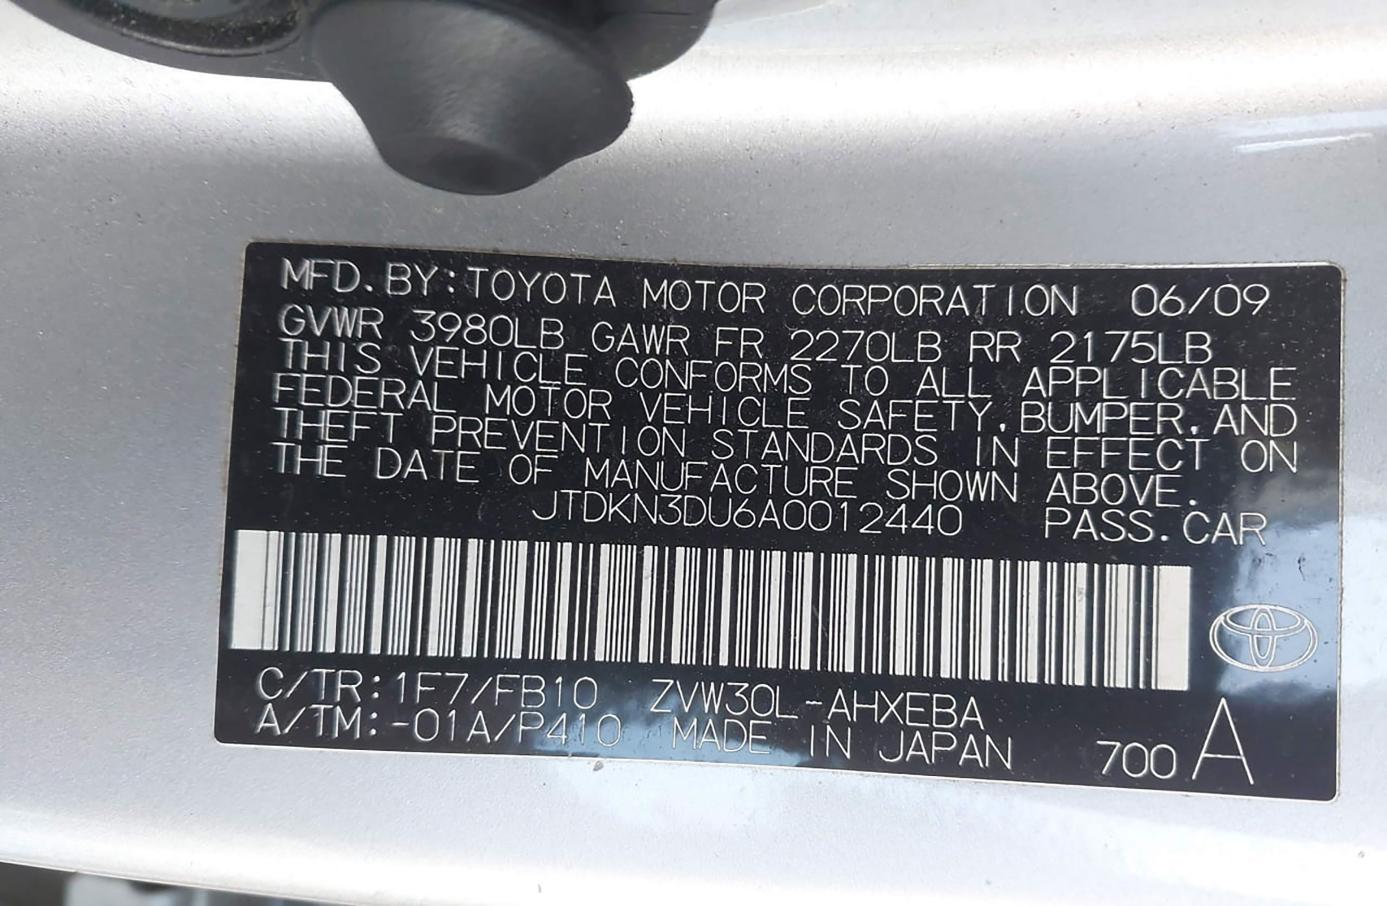 MFD. BY: TOYOTA MOTOR CORPORATION 06/09
GVWR 3980LB GAWR FR 2270LB RR 2175LB
THIS VEHICLE CONFORMS TO ALL APPLICABLE
FEDERAL MOTOR VEHICLE SAFETY, BUMPER, AND
THEFT PREVENTION STANDARDS IN EFFECT ON
THE DATE OF MANUFACTURE SHOWN ABOVE.
JTDKN3DU6A0012440 PASS. CAR
C/TR: 1F7/FB10 ZVW30L-AHXEBA
A/TM: -01A/P410 MADE IN JAPAN 700 A